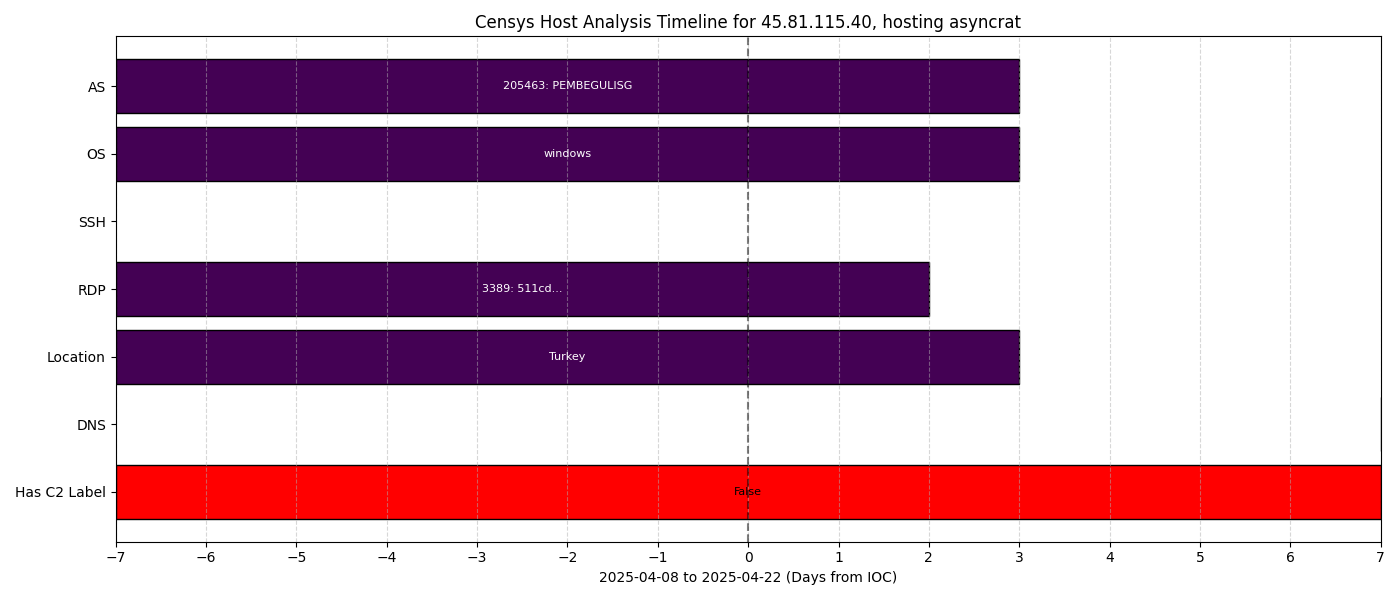 Censys Host Analysis Timeline for 45.81.115.40, hosting asyncrat
AS
205463: PEMBEGULISG
OS
windows
SSH
RDP
3389: 511cd...
Location
Turkey
DNS
Has C2 Label
False
−7 −6 −5 −4 −3 −2 −1 0 1 2 3 4 5 6 7
2025-04-08 to 2025-04-22 (Days from IOC)